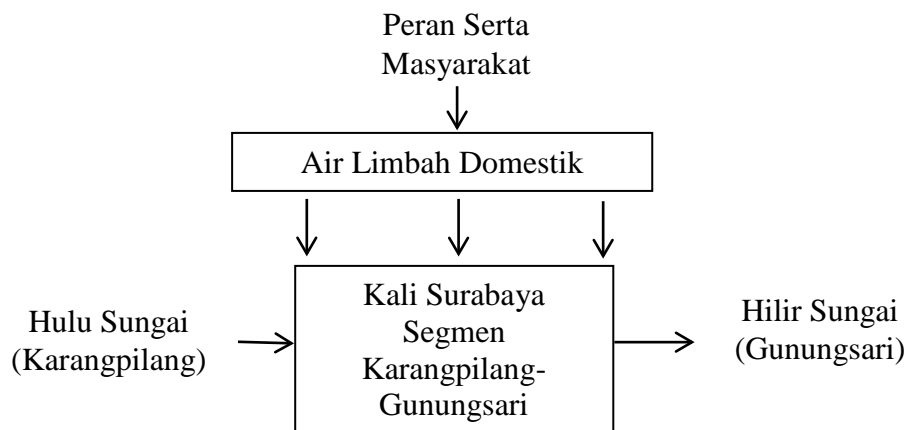 Peran Serta
Masyarakat
Air Limbah Domestik
Hulu Sungai
(Karangpilang)
Kali Surabaya
Segmen
Karangpilang-
Gunungsari
Hilir Sungai
(Gunungsari)